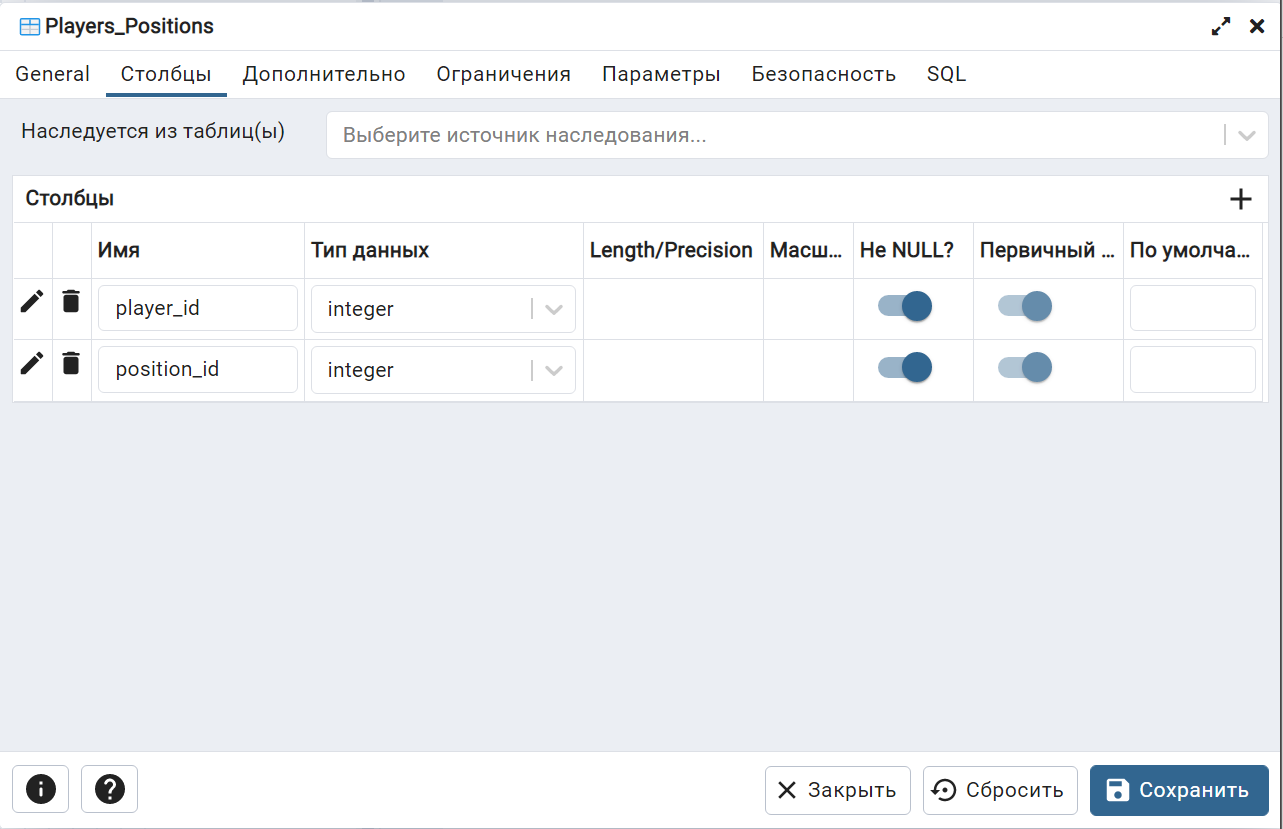 Players_Positions
General Столбцы Дополнительно Ограничения Параметры Безопасность SQL
Наследуется из таблиц(ы) Выберите источник наследования...
Столбцы
Имя Тип данных Length/Precision Масш... Не NULL? Первичный ... По умолча...
player_id integer
position_id integer
Закрыть Сбросить Сохранить